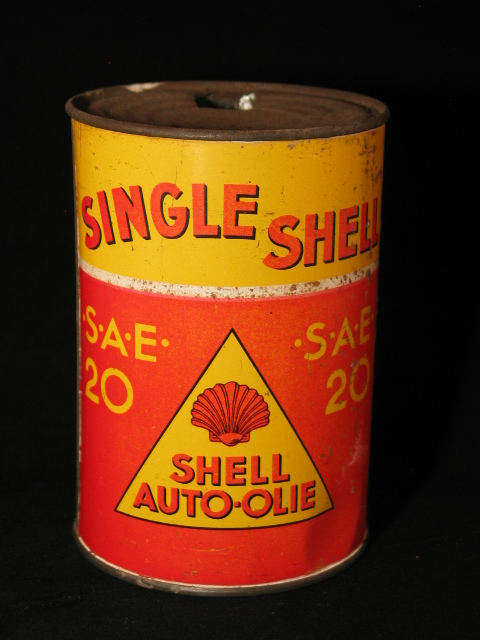 SINGLE SHELL
·S·A·E·
20
·S·A·E
20
SHELL
AUTO-OLIE